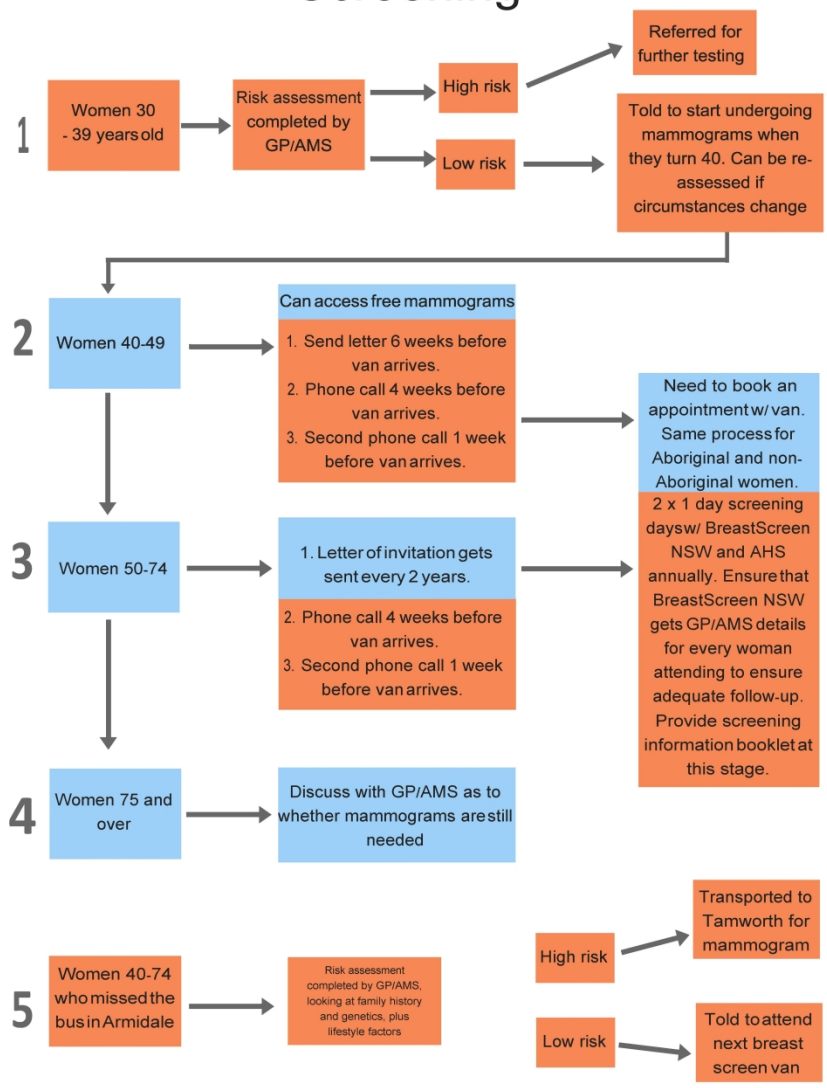 Screening
Referred for
further testing
High risk
Women 30
- 39 years old
Risk assessment
completed by
GP/AMS
1
Told to start undergoing
mammograms when
they turn 40. Can be re-
assessed if
circumstances change
Low risk
2
Women 40-49
Can access free mammograms
1. Send letter 6 weeks before
van arrives.
2. Phone call 4 weeks before
van arrives.
3. Second phone call 1 week
before van arrives.
Need to book an
appointment w/ van.
Same process for
Aboriginal and non-
Aboriginal women.
2 x 1 day screening
days w/ BreastScreen
NSW and AHS
annually. Ensure that
BreastScreen NSW
gets GP/AMS details
for every woman
attending to ensure
adequate follow-up.
Provide screening
information booklet at
this stage.
3
Women 50-74
1. Letter of invitation gets
sent every 2 years.
2. Phone call 4 weeks before
van arrives.
3. Second phone call 1 week
before van arrives.
4
Women 75 and
over
Discuss with GP/AMS as to
whether mammograms are still
needed
5
Women 40-74
who missed the
bus in Armidale
Risk assessment
completed by GP/AMS,
looking at family history
and genetics, plus
lifestyle factors
High risk
Transported to
Tamworth for
mammogram
Low risk
Told to attend
next breast
screen van